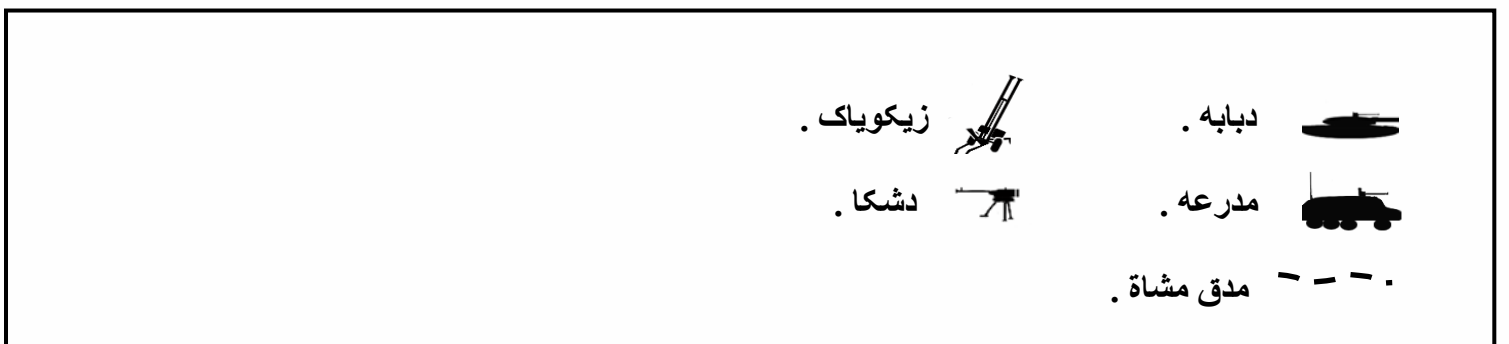 دبابه . زيكوياك .
مدرعه . دشكا .
مدق مشاة .